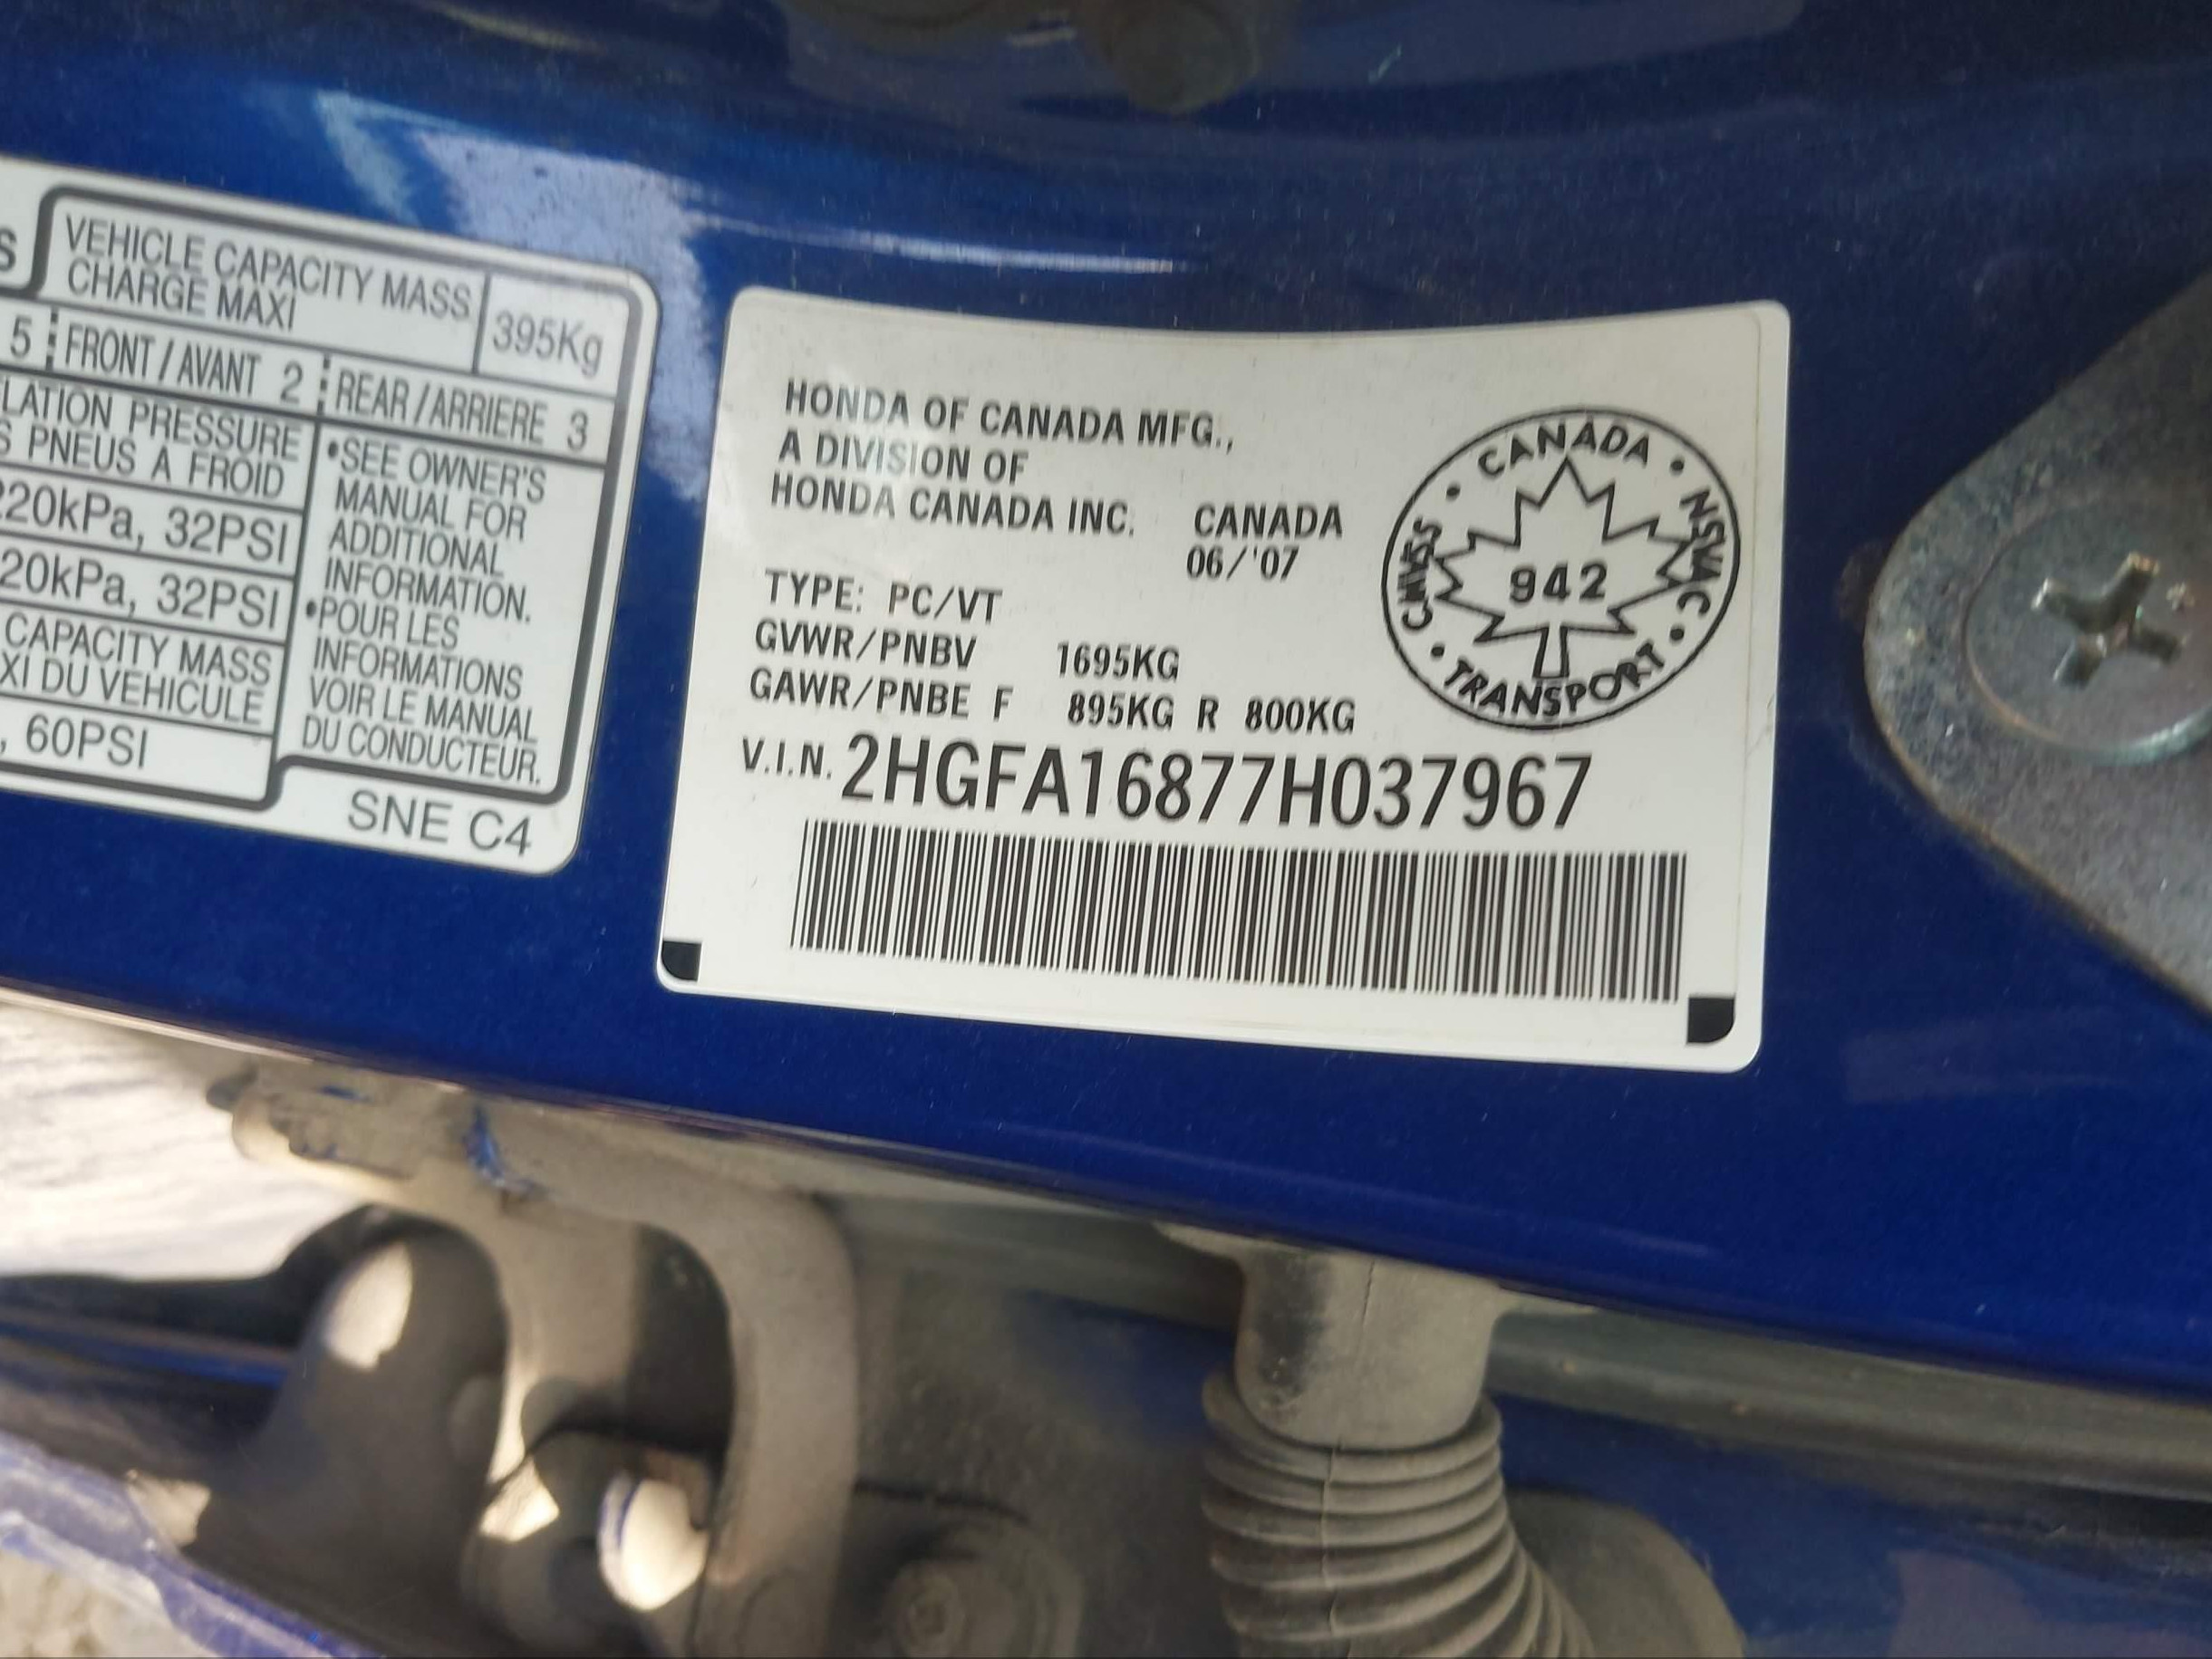 VEHICLE CAPACITY MASS
CHARGE MAXI
395Kg
5 FRONT/AVANT 2 REAR/ARRIERE 3
PRESSURE
PNEUS A FROID
20kPa, 32PSI
20kPa, 32PSI
CAPACITY MASS
DU VEHICULE
, 60PSI
•SEE OWNER'S
MANUAL FOR
ADDITIONAL
INFORMATION.
•POUR LES
INFORMATIONS
VOIR LE MANUAL
DU CONDUCTEUR.
SNE C4
HONDA OF CANADA MFG.,
A DIVISION OF
HONDA CANADA INC. CANADA
06/'07
TYPE: PC/VT
GVWR/PNBV 1695KG
GAWR/PNBE F 895KG R 800KG
V.I.N. 2HGFA16877H037967
CANADA • NSVAC • TRANSPORT • CMVSS •
942